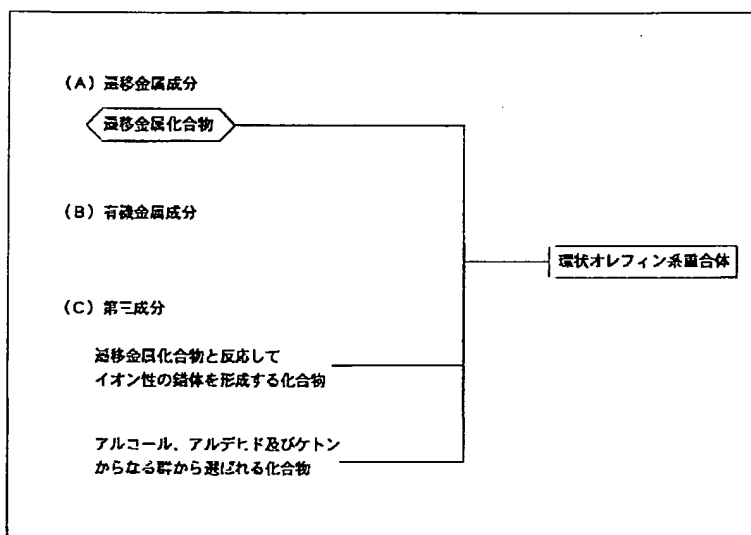 (A) 遷移金属成分
遷移金属化合物
(B) 有機金属成分
環状オレフィン系重合体
(C) 第三成分
遷移金属化合物と反応して
イオン性の錯体を形成する化合物
アルコール、アルデヒド及びケトン
からなる群から選ばれる化合物